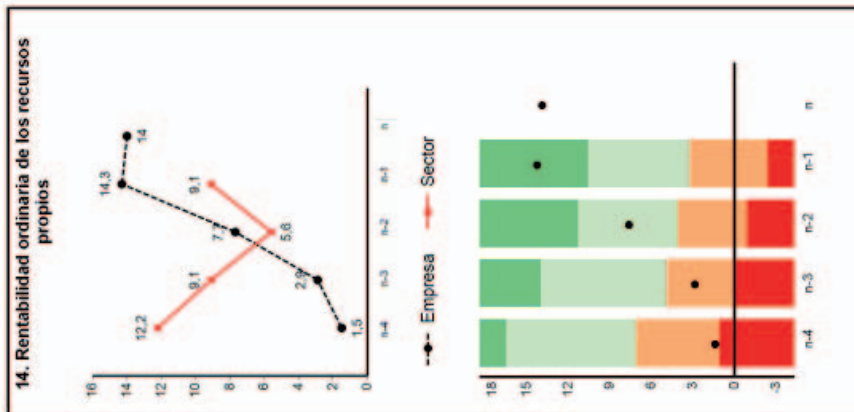 14. Rentabilidad ordinaria de los recursos
propios
16
14
12
10
8
6
4
2
0
12,2
9,1
5,6
9,1
1,5
2,9
14,3
14
n-4
n-3
n-2
n-1
n
Empresa
Sector
18
15
12
9
6
3
0
-3
n-4
n-3
n-2
n-1
n